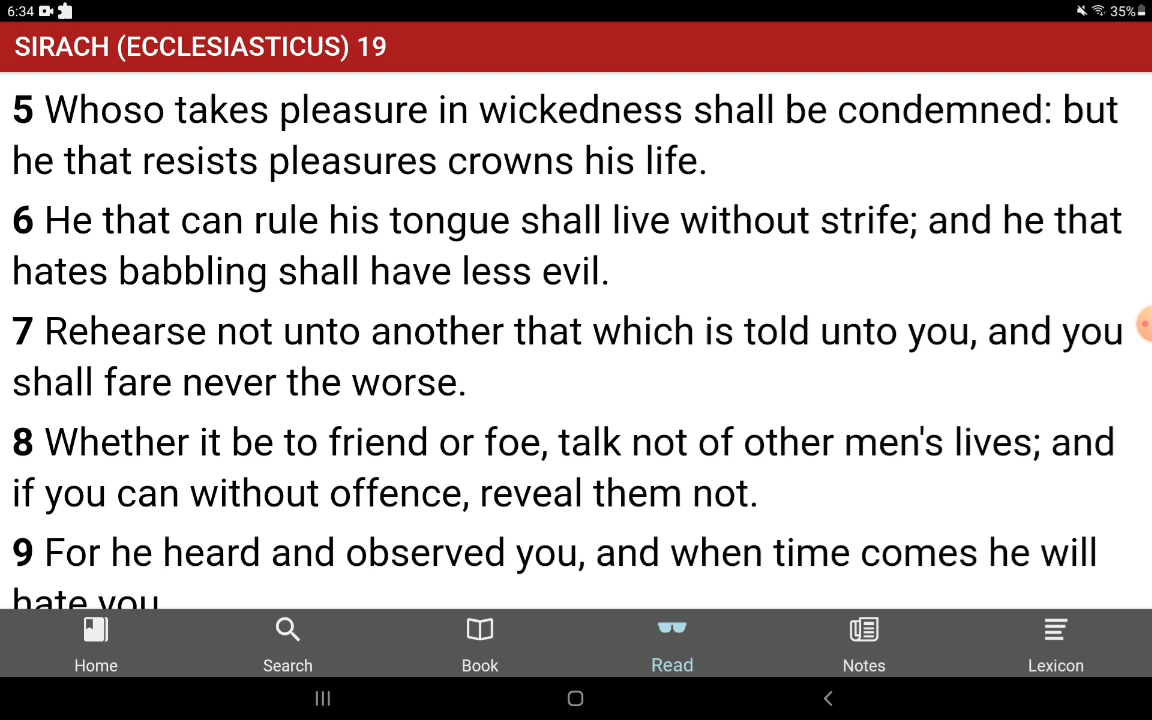 6:34
35%
SIRACH (ECCLESIASTICUS) 19
5 Whoso takes pleasure in wickedness shall be condemned: but
he that resists pleasures crowns his life.
6 He that can rule his tongue shall live without strife; and he that
hates babbling shall have less evil.
7 Rehearse not unto another that which is told unto you, and you
shall fare never the worse.
8 Whether it be to friend or foe, talk not of other men's lives; and
if you can without offence, reveal them not.
9 For he heard and observed you, and when time comes he will
hate you
Home Search Book Read Notes Lexicon